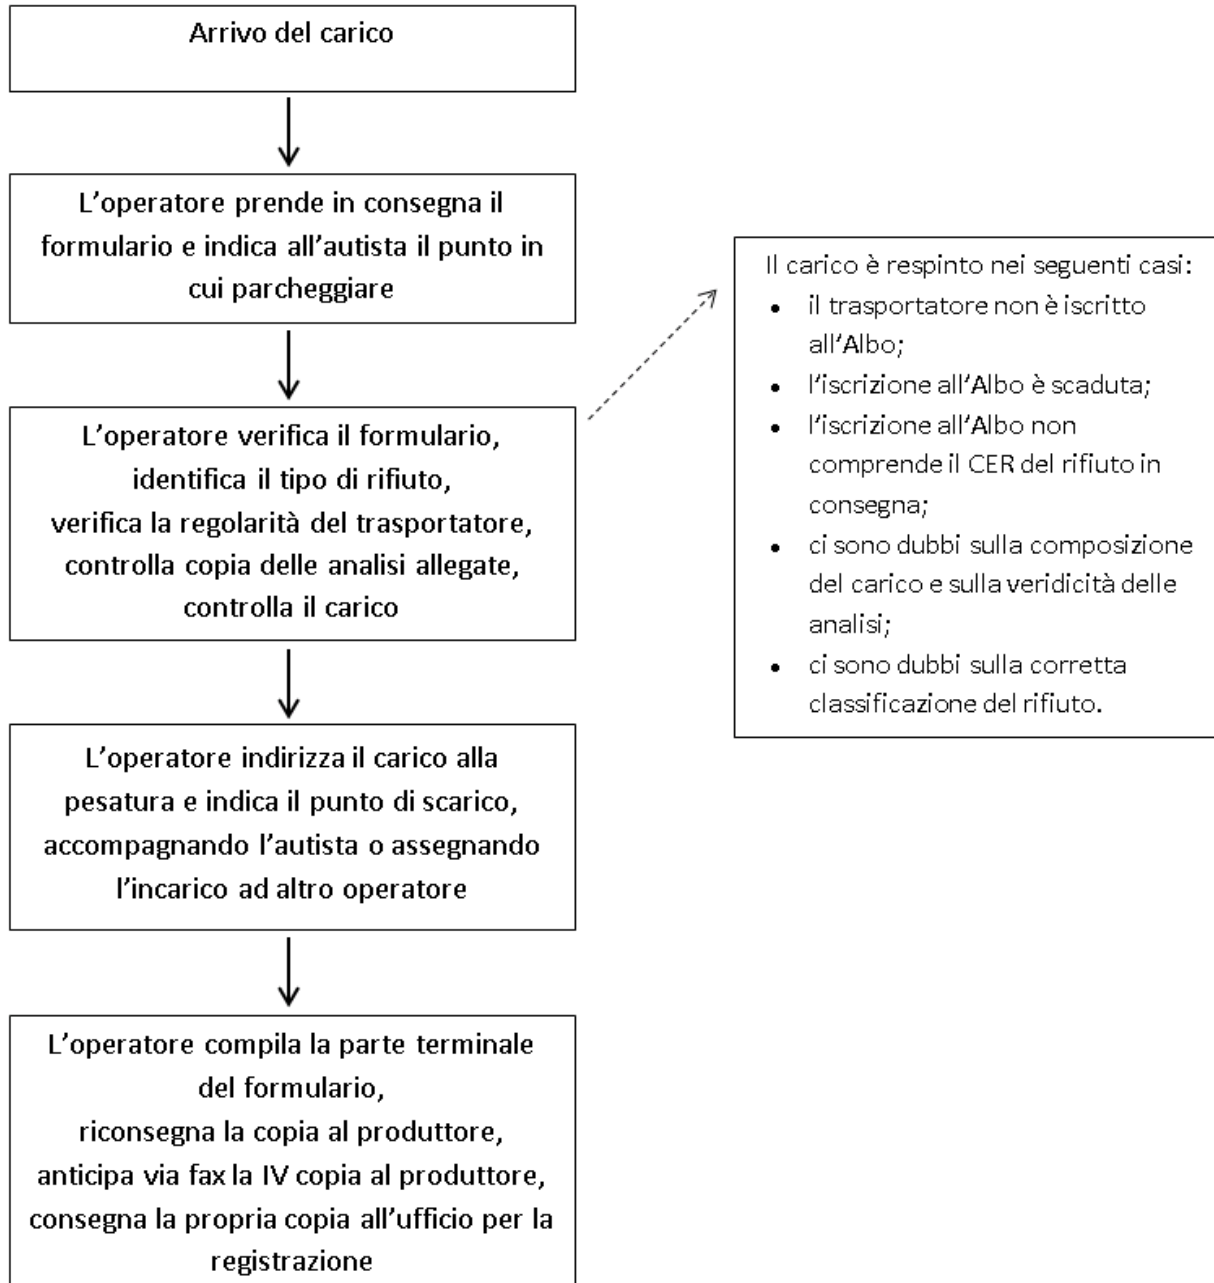 Arrivo del carico
L'operatore prende in consegna il
formulario e indica all'autista il punto in
cui parcheggiare
L'operatore verifica il formulario,
identifica il tipo di rifiuto,
verifica la regolarità del trasportatore,
controlla copia delle analisi allegate,
controlla il carico
Il carico è respinto nei seguenti casi:
• il trasportatore non è iscritto
all'Albo;
• l'iscrizione all'Albo è scaduta;
• l'iscrizione all'Albo non
comprende il CER del rifiuto in
consegna;
• ci sono dubbi sulla composizione
del carico e sulla veridicità delle
analisi;
• ci sono dubbi sulla corretta
classificazione del rifiuto.
L'operatore indirizza il carico alla
pesatura e indica il punto di scarico,
accompagnando l'autista o assegnando
l'incarico ad altro operatore
L'operatore compila la parte terminale
del formulario,
riconsegna la copia al produttore,
anticipa via fax la IV copia al produttore,
consegna la propria copia all'ufficio per la
registrazione